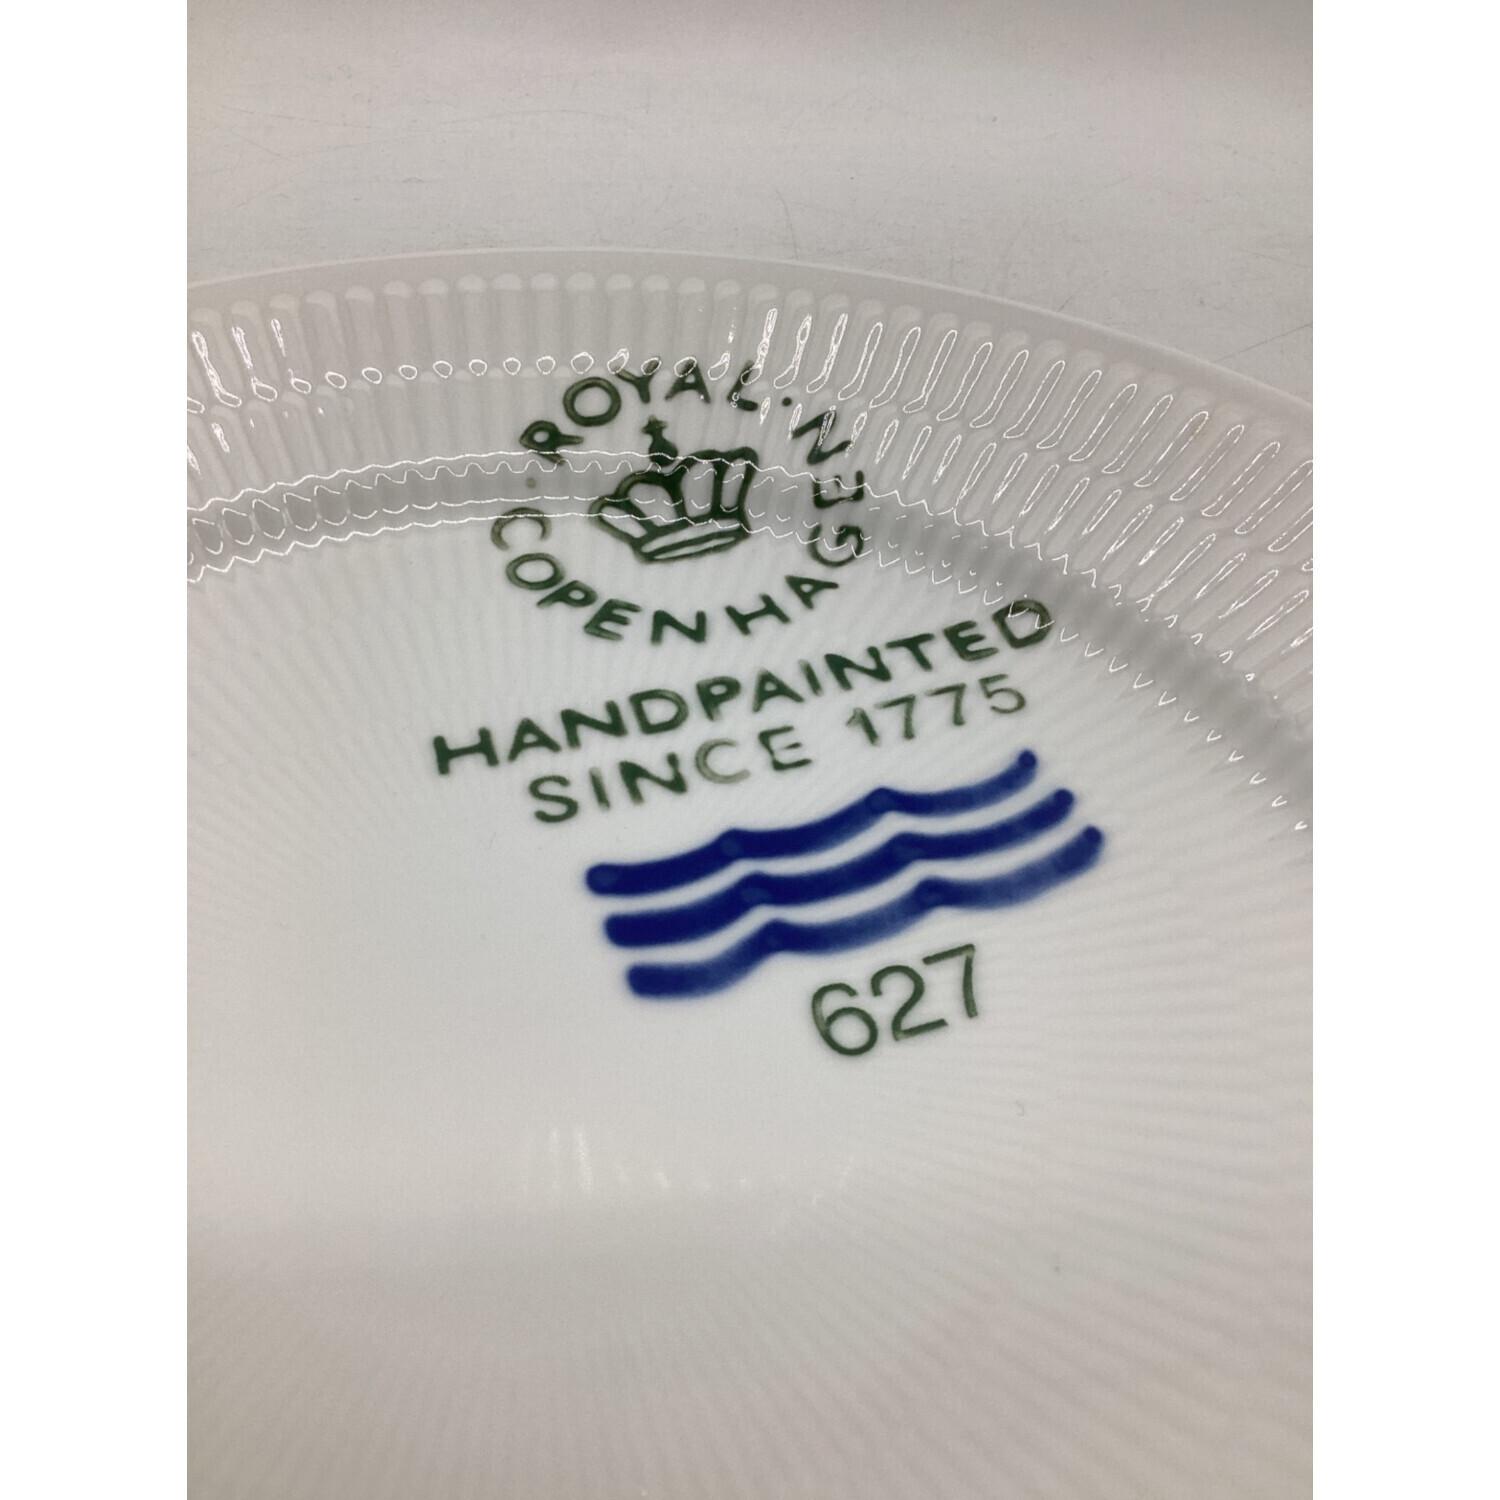 ROYAL · COPENHAGEN
HANDPAINTED
SINCE 1775
627